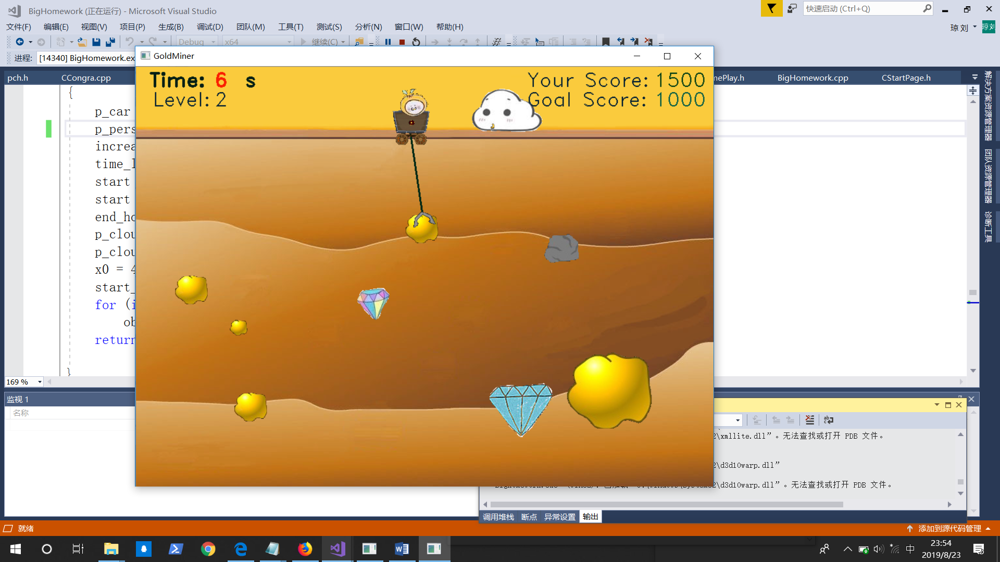 BigHomework (正在运行) - Microsoft Visual Studio
快速启动 (Ctrl+Q)
文件(F) 编辑(E) 视图(V) 项目(P) 生成(B) 调试(D) 团队(M) 工具(T) 测试(S) 分析(N) 窗口(W) 帮助(H)
琼 刘
琼刘
Debug x64 继续(C)
进程: [14340] BigHomework.ex
GoldMiner
pch.h CCongra.cpp
mePlay.h BigHomework.cpp CStartPage.h
Time: 6 s
Level: 2
Your Score: 1500
Goal Score: 1000
{
p_car
p_pers
increa
time_l
start
start
end_ho
p_clou
p_clou
x0 = 4
start_
for (i
ob
return
}
解决方案资源管理器
团队资源管理器
诊断工具
169 %
监视 1
名称
2\xmllite.dll”。无法查找或打开 PDB 文件。
2\d3d10warp.dll”
2\d3d10warp.dll”。无法查找或打开 PDB 文件。
调用堆栈 断点 异常设置 输出
就绪
添加到源代码管理
中
23:54
2019/8/23